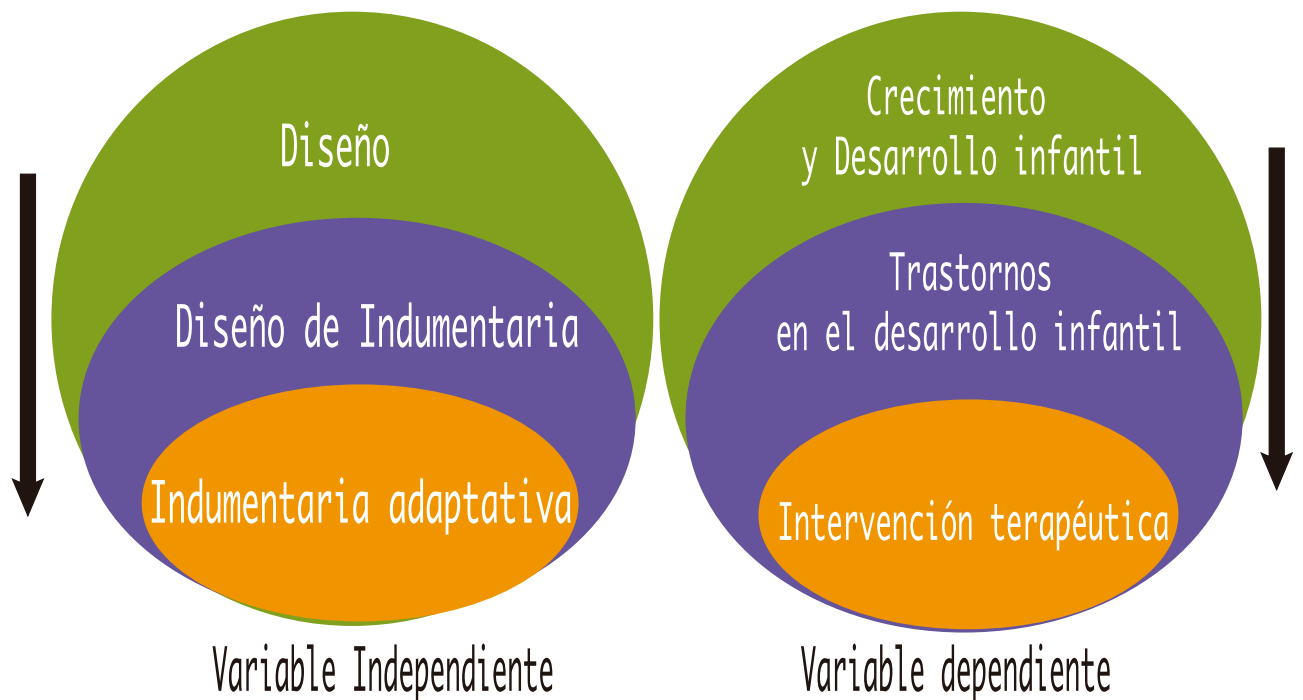 Diseño
Diseño de Indumentaria
Indumentaria adaptativa
Variable Independiente
Crecimiento
y Desarrollo infantil
Trastornos
en el desarrollo infantil
Intervención terapéutica
Variable dependiente